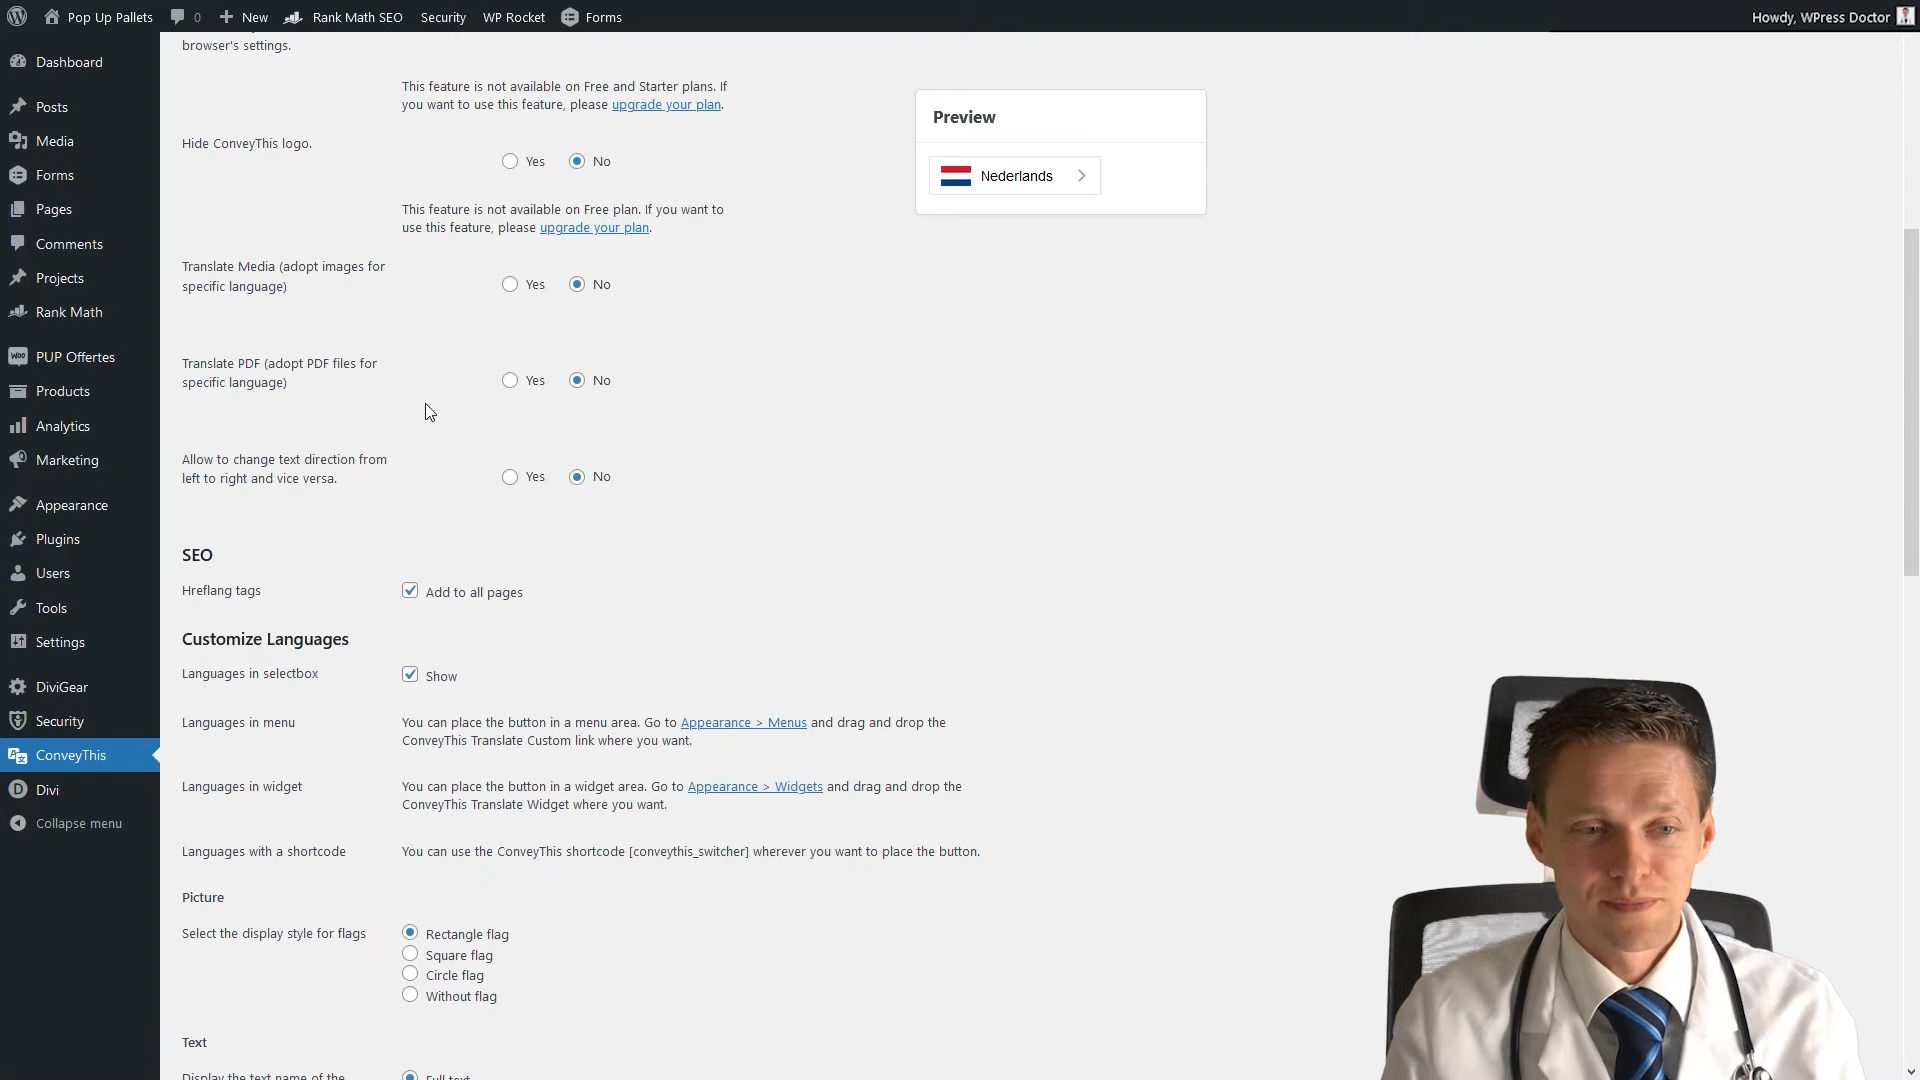 Pop Up Pallets
0
New
Rank Math SEO
Security
WP Rocket
Forms
Howdy, WPress Doctor
Dashboard
Posts
Media
Forms
Pages
Comments
Projects
Rank Math
PUP Offertes
Products
Analytics
Marketing
Appearance
Plugins
Users
Tools
Settings
DiviGear
Security
ConveyThis
Divi
Collapse menu
browser's settings.
This feature is not available on Free and Starter plans. If
you want to use this feature, please upgrade your plan.
Hide ConveyThis logo.
Yes
No
This feature is not available on Free plan. If you want to
use this feature, please upgrade your plan.
Translate Media (adopt images for
specific language)
Yes
No
Translate PDF (adopt PDF files for
specific language)
Yes
No
Allow to change text direction from
left to right and vice versa.
Yes
No
SEO
Hreflang tags
Add to all pages
Customize Languages
Languages in selectbox
Show
Languages in menu
You can place the button in a menu area. Go to Appearance > Menus and drag and drop the
ConveyThis Translate Custom link where you want.
Languages in widget
You can place the button in a widget area. Go to Appearance > Widgets and drag and drop the
ConveyThis Translate Widget where you want.
Languages with a shortcode
You can use the ConveyThis shortcode [conveythis_switcher] wherever you want to place the button.
Picture
Select the display style for flags
Rectangle flag
Square flag
Circle flag
Without flag
Text
Display the text name of the
Full text
Preview
Nederlands